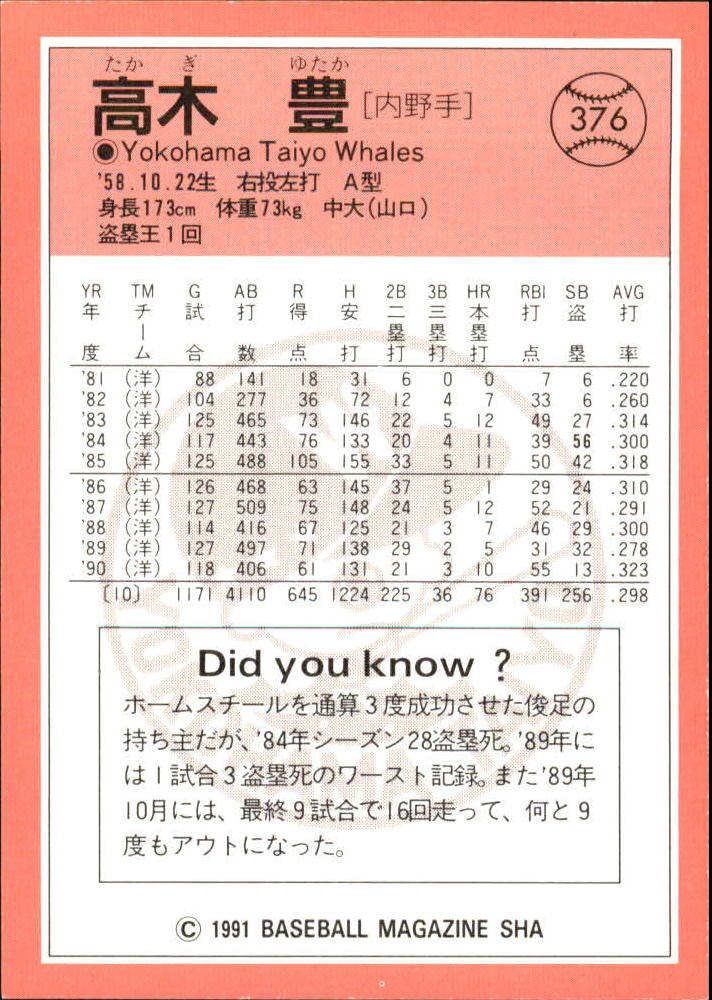 たか ぎ ゆたか
高木 豊 [内野手] 376
●Yokohama Taiyo Whales
'58.10.22生 右投左打 A型
身長173cm 体重73kg 中大(山口)
盗塁王1回
YR TM G AB R H 2B 3B HR RBI SB AVG
年度 チーム 試合 打数 得点 安打 二塁打 三塁打 本塁打 打点 盗塁 打率
'81 (洋) 88 141 18 31 6 0 0 7 6 .220
'82 (洋) 104 277 36 72 12 4 7 33 6 .260
'83 (洋) 125 465 73 146 22 5 12 49 27 .314
'84 (洋) 117 443 76 133 20 4 11 39 56 .300
'85 (洋) 125 488 105 155 33 5 11 50 42 .318
'86 (洋) 126 468 63 145 37 5 1 29 24 .310
'87 (洋) 127 509 75 148 24 5 12 52 21 .291
'88 (洋) 114 416 67 125 21 3 7 46 29 .300
'89 (洋) 127 497 71 138 29 2 5 31 32 .278
'90 (洋) 118 406 61 131 21 3 10 55 13 .323
〔10〕 1171 4110 645 1224 225 36 76 391 256 .298
Did you know ?
ホームスチールを通算3度成功させた俊足の
持ち主だが、'84年シーズン28盗塁死。'89年に
は1試合3盗塁死のワースト記録。また'89年
10月には、最終9試合で16回走って、何と9
度もアウトになった。
© 1991 BASEBALL MAGAZINE SHA